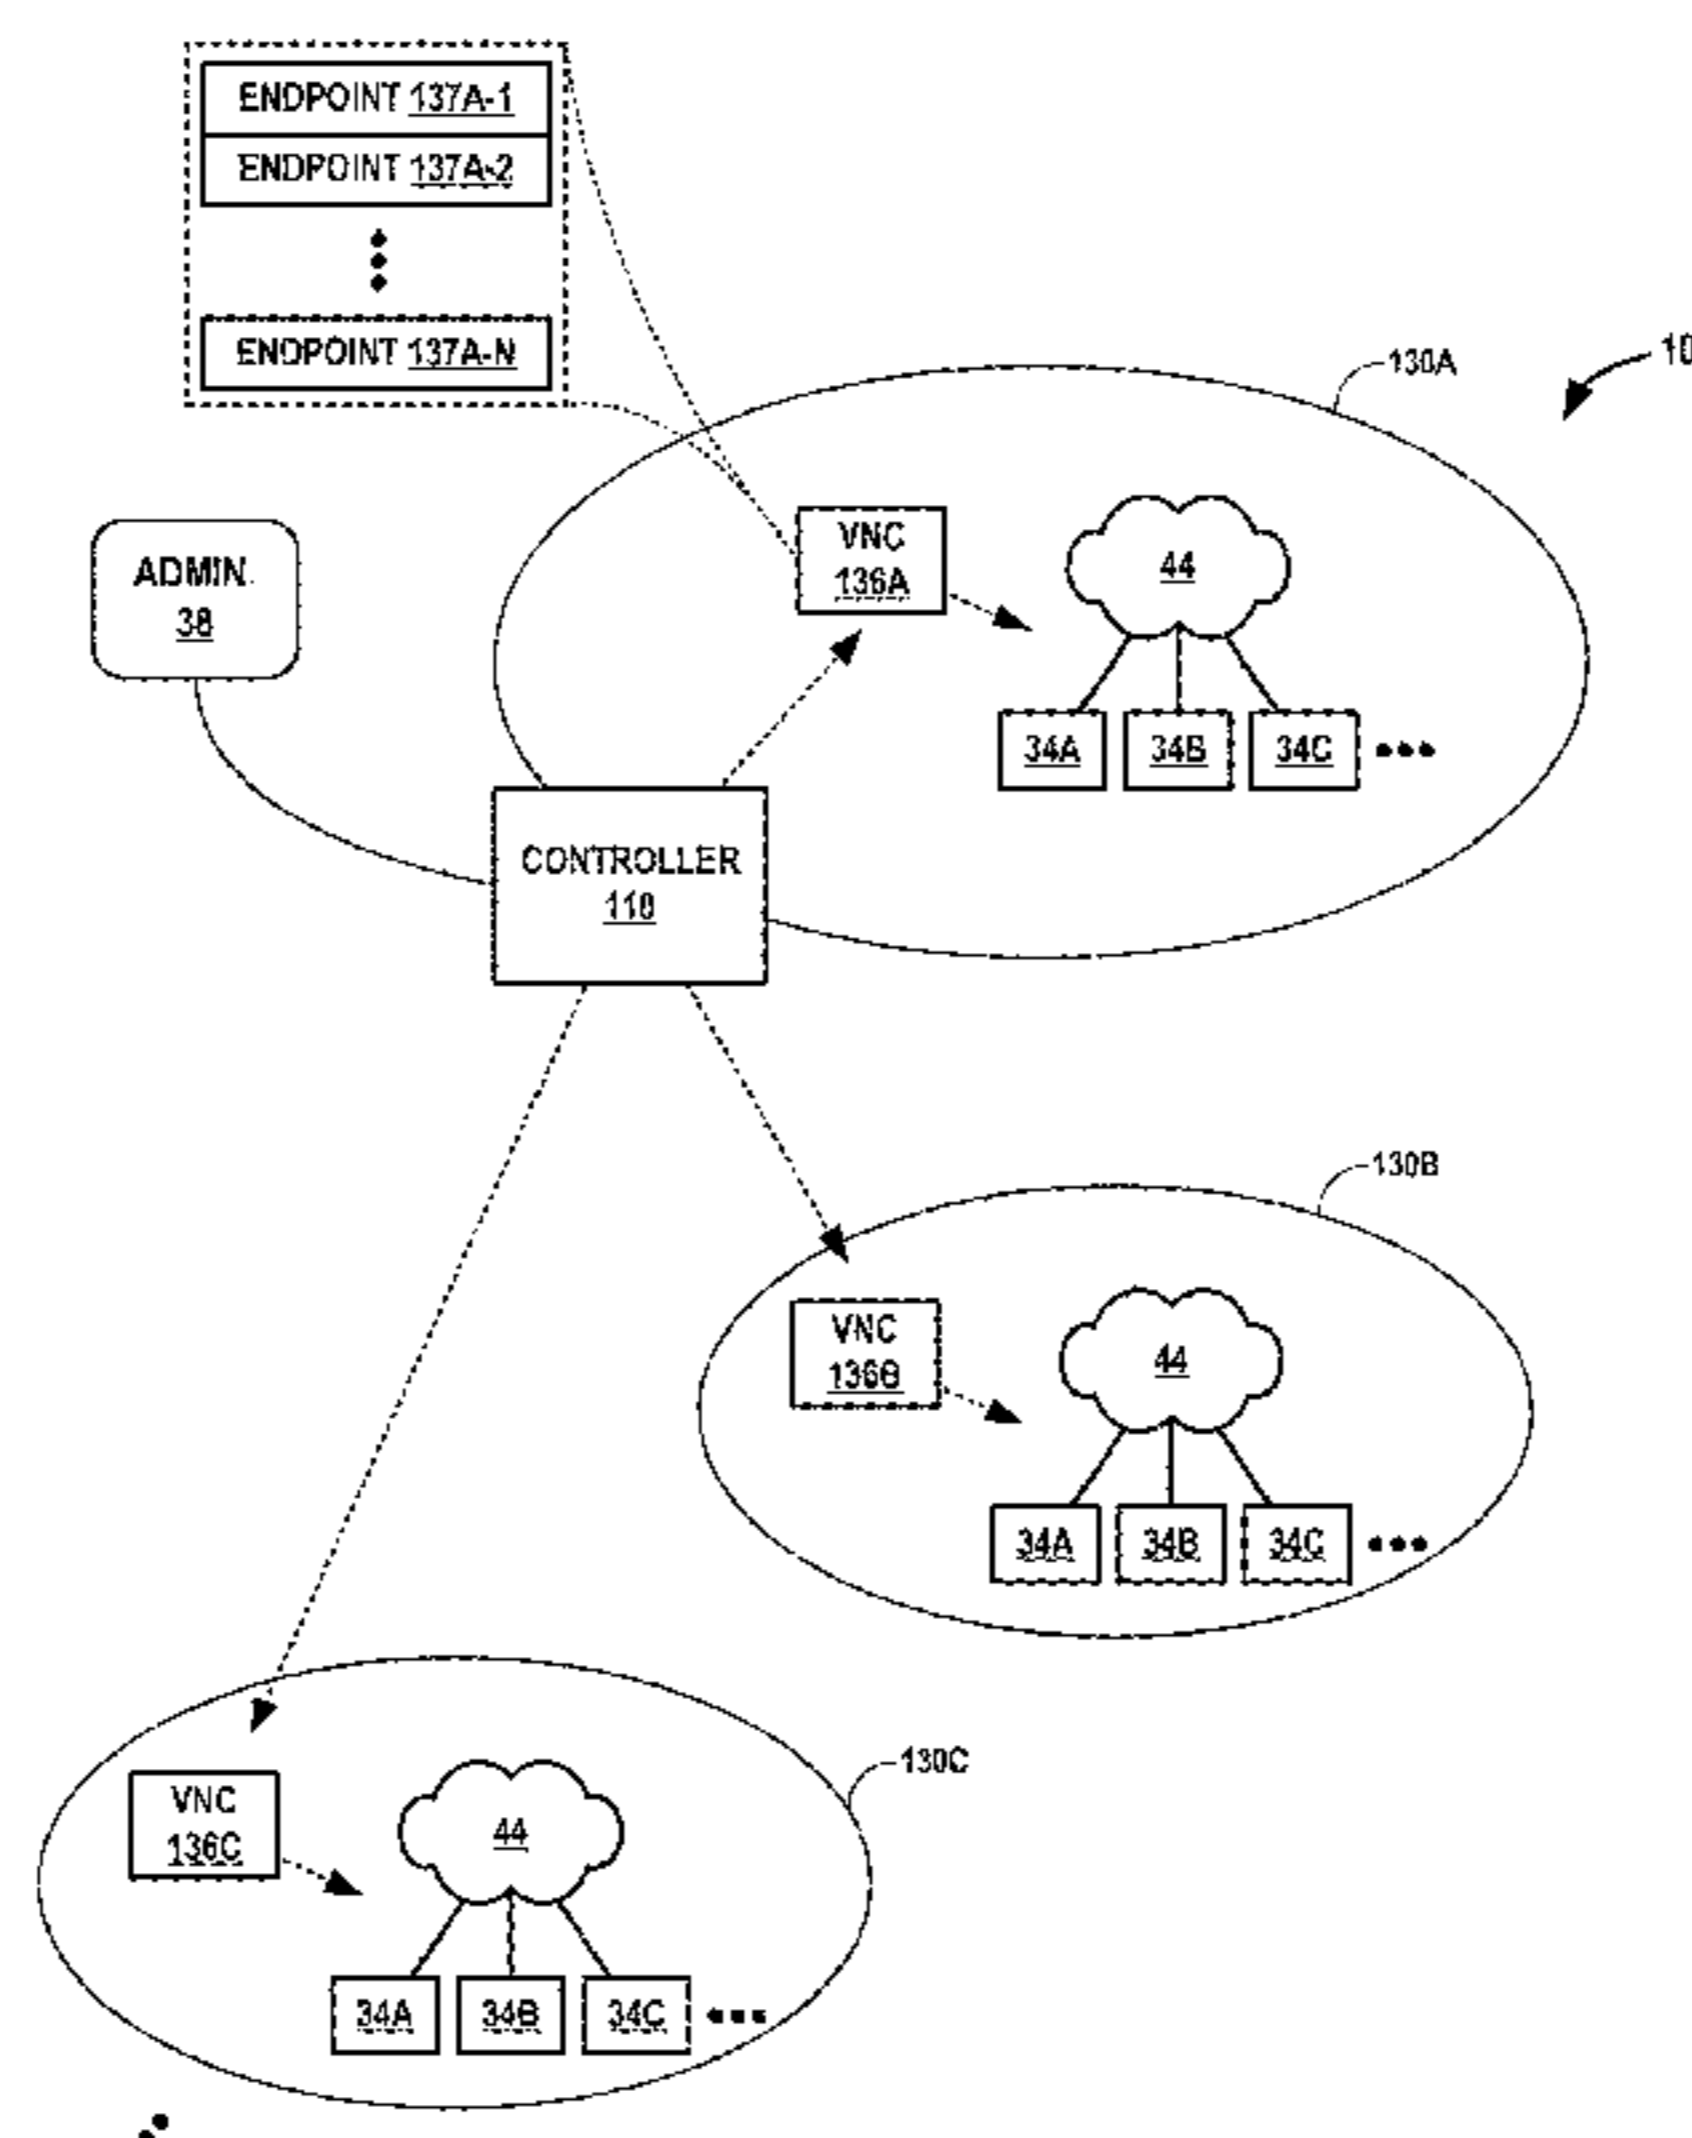 ENDPOINT 137A-1
ENDPOINT 137A-2
ENDPOINT 137A-N
130A
10
VNC
136A
44
ADMIN.
38
34A 34B 34C
CONTROLLER
110
130B
VNC
136B
44
34A 34B 34C
130C
VNC
136C
44
34A 34B 34C